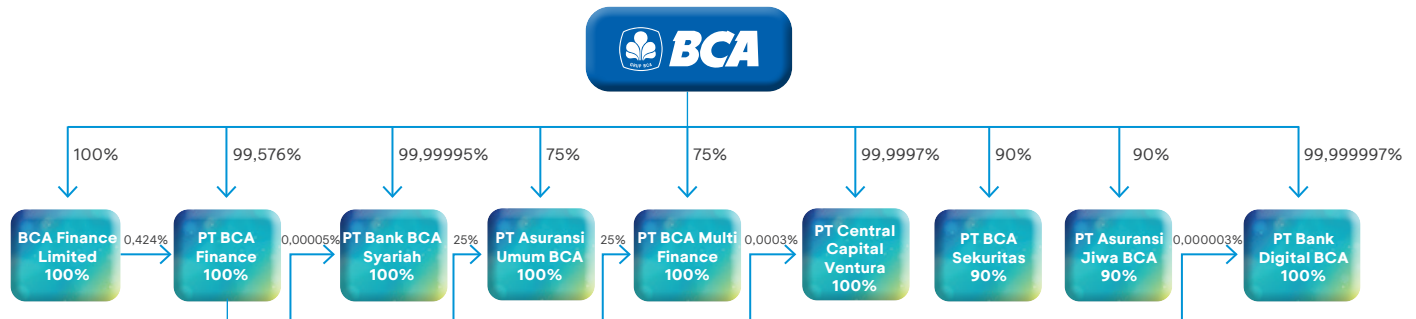 GRUP BCA
BCA
100%
99,576%
99,99995%
75%
75%
99,9997%
90%
90%
99,999997%
BCA Finance
Limited
100%
0,424%
PT BCA
Finance
100%
0,00005%
PT Bank BCA
Syariah
100%
25%
PT Asuransi
Umum BCA
100%
25%
PT BCA Multi
Finance
100%
0,0003%
PT Central
Capital
Ventura
100%
PT BCA
Sekuritas
90%
PT Asuransi
Jiwa BCA
90%
0,000003%
PT Bank
Digital BCA
100%